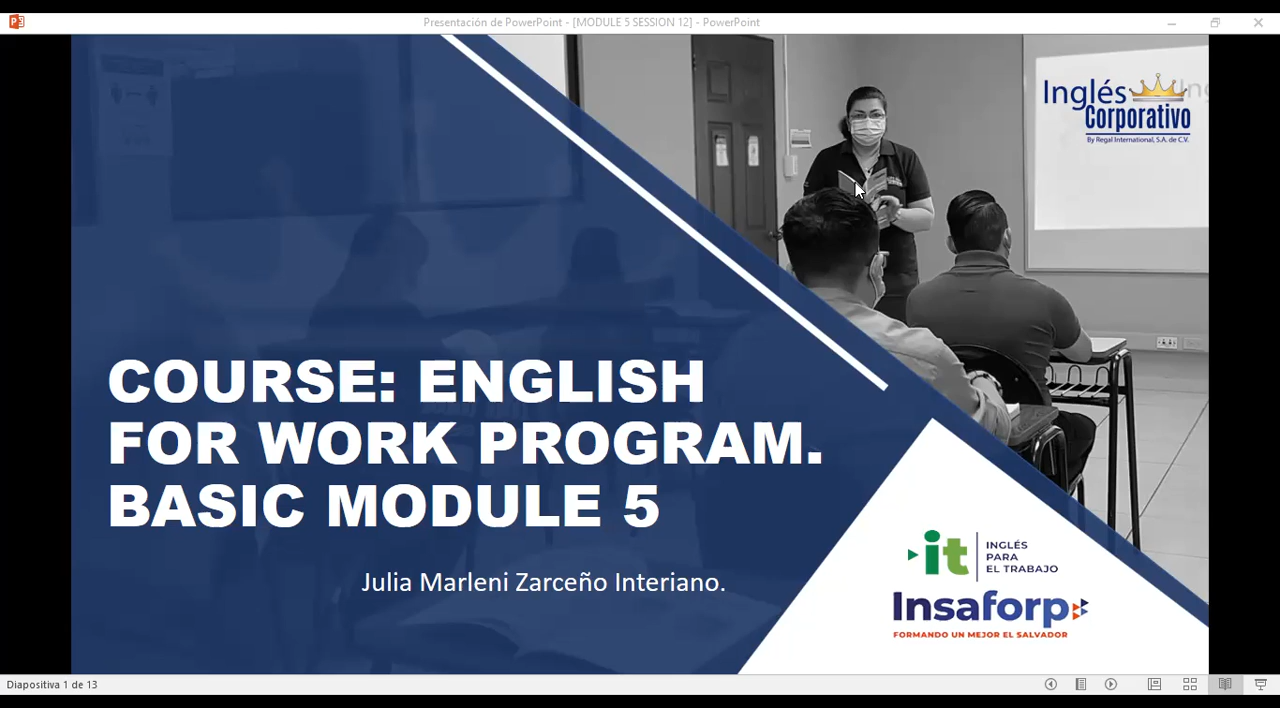 Presentación de PowerPoint - [MODULE 5 SESSION 12] - PowerPoint
Inglés
Corporativo
By Regal International, S.A. de C.V.
COURSE: ENGLISH
FOR WORK PROGRAM.
BASIC MODULE 5
Julia Marleni Zarceño Interiano.
it
INGLÉS
PARA
EL TRABAJO
Insaforp
FORMANDO UN MEJOR EL SALVADOR
Diapositiva 1 de 13